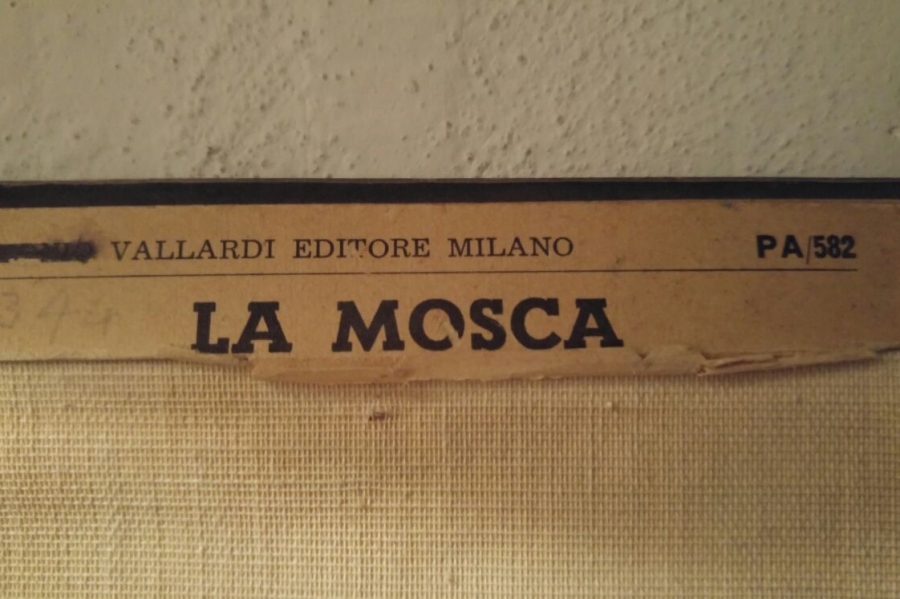 VALLARDI EDITORE MILANO PA/582
LA MOSCA